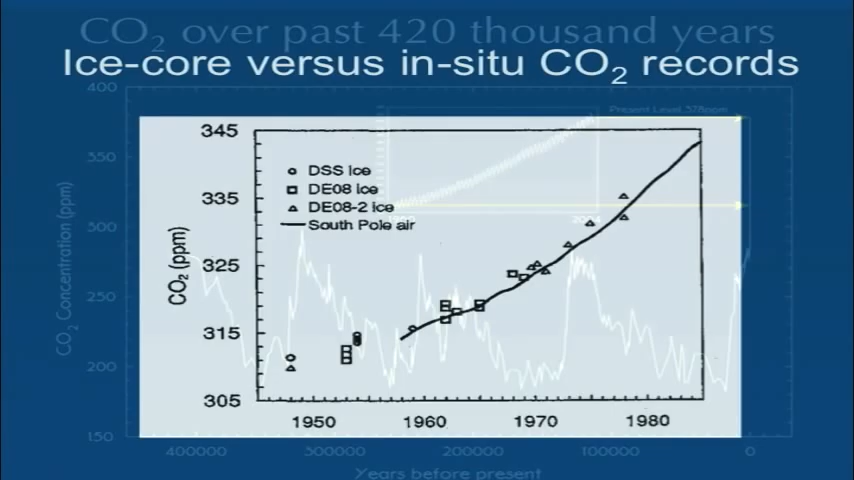 CO₂ over past 420 thousand years
Ice-core versus in-situ CO₂ records
400
350
300
250
200
150
CO₂ Concentration (ppm)
400000
300000
200000
100000
0
Years before present
Present Level 378ppm
2004
345
335
325
315
305
CO₂ (ppm)
DSS ice
DE08 ice
DE08-2 ice
South Pole air
1950
1960
1970
1980